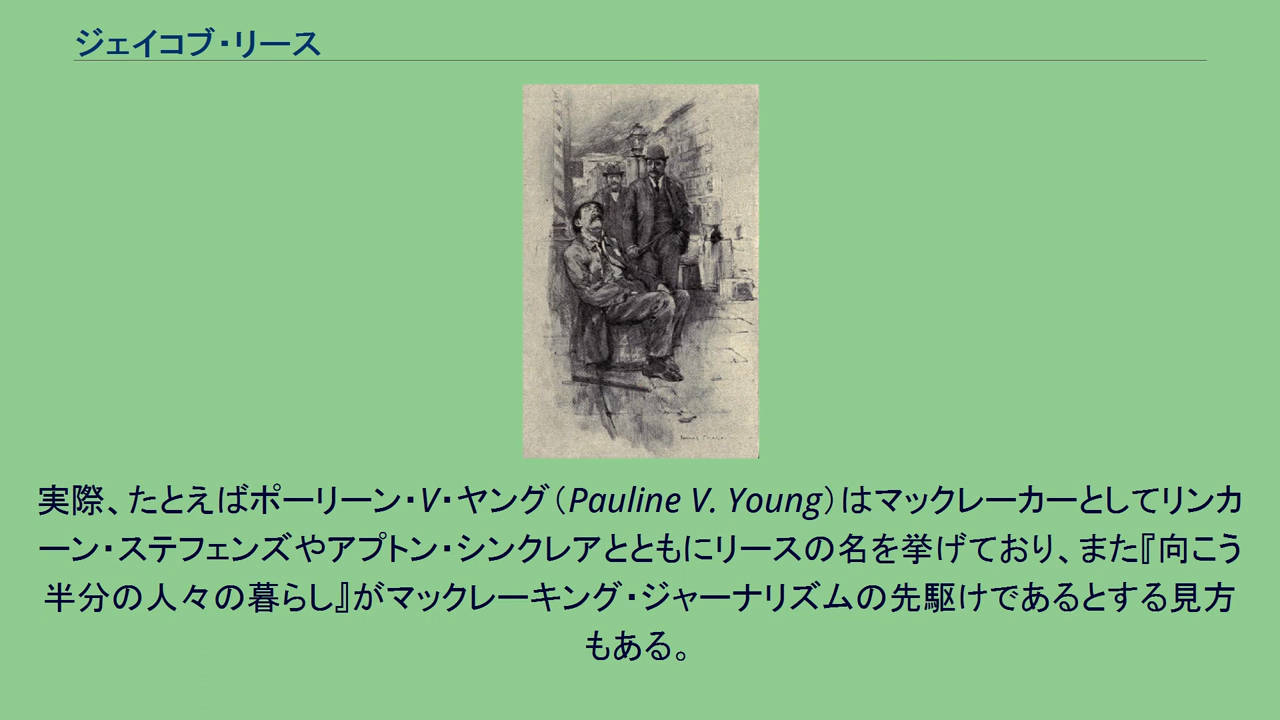 ジェイコブ・リース
実際、たとえばポーリーン・V・ヤング（Pauline V. Young）はマックレーカーとしてリンカ
ーン・ステフェンズやアプトン・シンクレアとともにリースの名を挙げており、また『向こう
半分の人々の暮らし』がマックレーキング・ジャーナリズムの先駆けであるとする見方
もある。